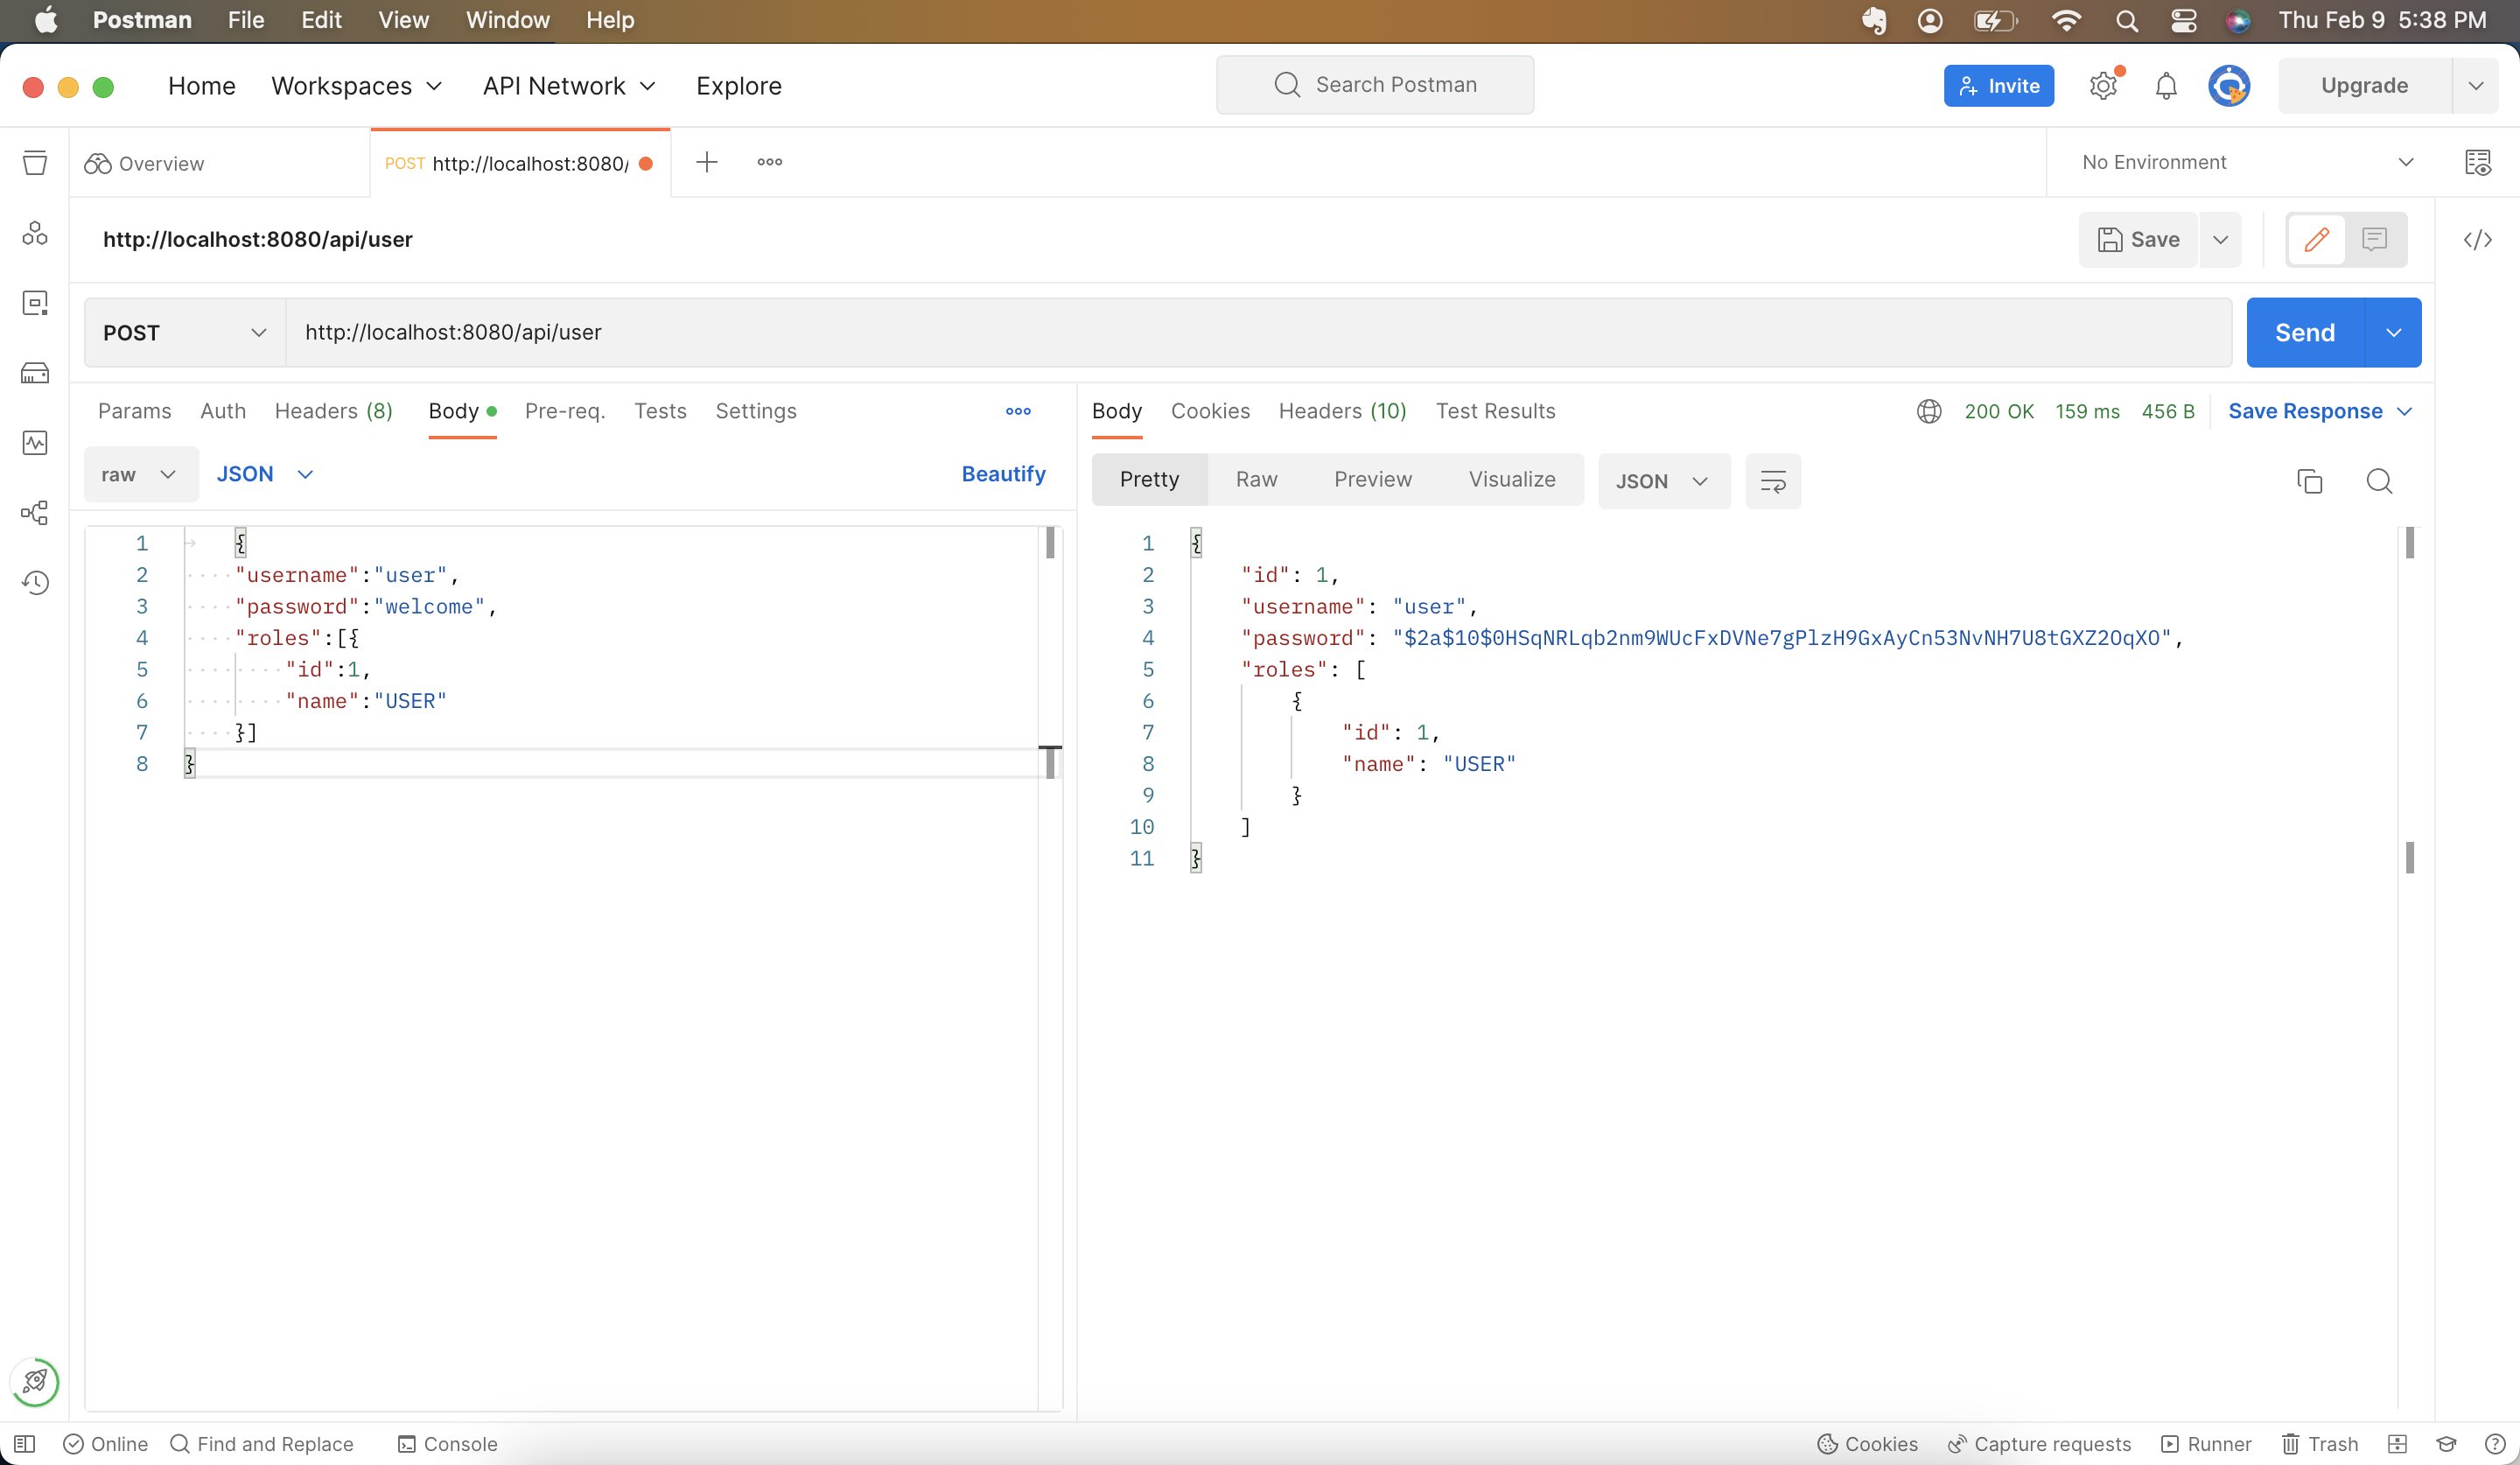 Postman File Edit View Window Help Thu Feb 9 5:38 PM
Home Workspaces API Network Explore Search Postman Invite Upgrade
Overview POST http://localhost:8080/ No Environment
http://localhost:8080/api/user Save
POST http://localhost:8080/api/user Send
Params Auth Headers (8) Body Pre-req. Tests Settings
raw JSON Beautify
1 {
2 "username":"user",
3 "password":"welcome",
4 "roles":[{
5 "id":1,
6 "name":"USER"
7 }]
8 }
Body Cookies Headers (10) Test Results 200 OK 159 ms 456 B Save Response
Pretty Raw Preview Visualize JSON
1 {
2 "id": 1,
3 "username": "user",
4 "password": "$2a$10$0HSqNRLqb2nm9WUcFxDVNe7gPlzH9GxAyCn53NvNH7U8tGXZ2OqXO",
5 "roles": [
6 {
7 "id": 1,
8 "name": "USER"
9 }
10 ]
11 }
Online Find and Replace Console Cookies Capture requests Runner Trash